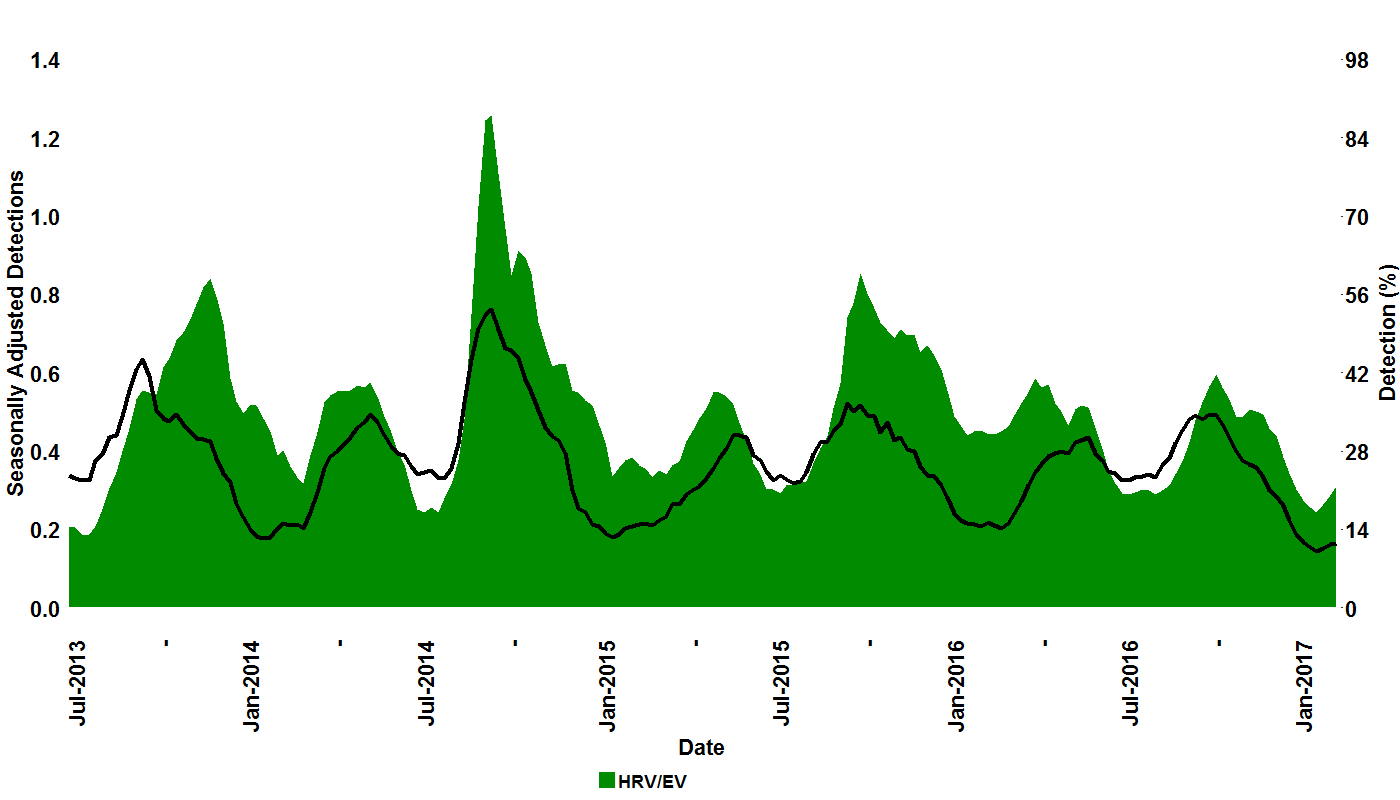 1.4
1.2
1.0
0.8
0.6
0.4
0.2
0.0
Seasonally Adjusted Detections
98
84
70
56
42
28
14
0
Detection (%)
Jul-2013
-
Jan-2014
-
Jul-2014
-
Jan-2015
-
Jul-2015
-
Jan-2016
-
Jul-2016
-
Jan-2017
Date
HRV/EV